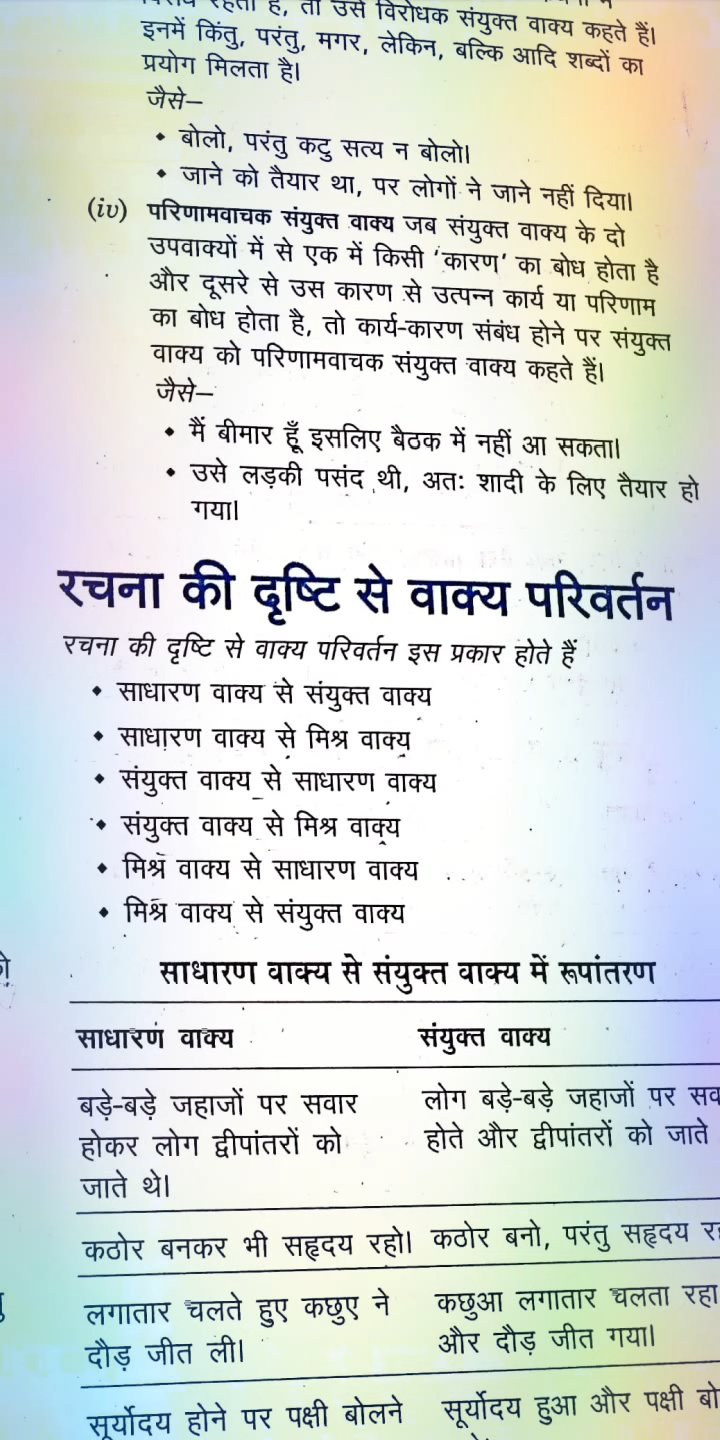 रहता है, तो उसे विरोधक संयुक्त वाक्य कहते हैं।
इनमें किंतु, परंतु, मगर, लेकिन, बल्कि आदि शब्दों का
प्रयोग मिलता है।
जैसे–
• बोलो, परंतु कटु सत्य न बोलो।
• जाने को तैयार था, पर लोगों ने जाने नहीं दिया।
(iv) परिणामवाचक संयुक्त वाक्य जब संयुक्त वाक्य के दो
उपवाक्यों में से एक में किसी 'कारण' का बोध होता है
और दूसरे से उस कारण से उत्पन्न कार्य या परिणाम
का बोध होता है, तो कार्य-कारण संबंध होने पर संयुक्त
वाक्य को परिणामवाचक संयुक्त वाक्य कहते हैं।
जैसे–
• मैं बीमार हूँ इसलिए बैठक में नहीं आ सकता।
• उसे लड़की पसंद थी, अतः शादी के लिए तैयार हो
गया।
रचना की दृष्टि से वाक्य परिवर्तन
रचना की दृष्टि से वाक्य परिवर्तन इस प्रकार होते हैं
• साधारण वाक्य से संयुक्त वाक्य
• साधारण वाक्य से मिश्र वाक्य
• संयुक्त वाक्य से साधारण वाक्य
• संयुक्त वाक्य से मिश्र वाक्य
• मिश्र वाक्य से साधारण वाक्य
• मिश्र वाक्य से संयुक्त वाक्य
साधारण वाक्य से संयुक्त वाक्य में रूपांतरण
साधारण वाक्य संयुक्त वाक्य
बड़े-बड़े जहाजों पर सवार लोग बड़े-बड़े जहाजों पर
होकर लोग द्वीपांतरों को होते और द्वीपांतरों को जाते
जाते थे।
कठोर बनकर भी सहृदय रहो। कठोर बनो, परंतु सहृदय
लगातार चलते हुए कछुए ने कछुआ लगातार चलता रहा
दौड़ जीत ली। और दौड़ जीत गया।
सूर्योदय होने पर पक्षी बोलने सूर्योदय हुआ और पक्षी